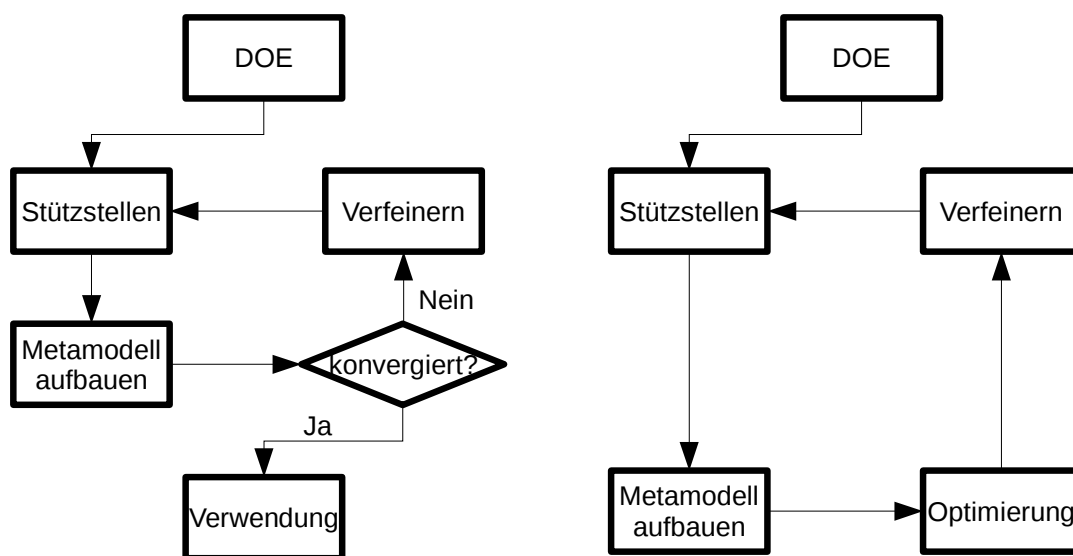 DOE
Stützstellen
Verfeinern
Nein
Metamodell
aufbauen
konvergiert?
Ja
Verwendung
DOE
Stützstellen
Verfeinern
Metamodell
aufbauen
Optimierung